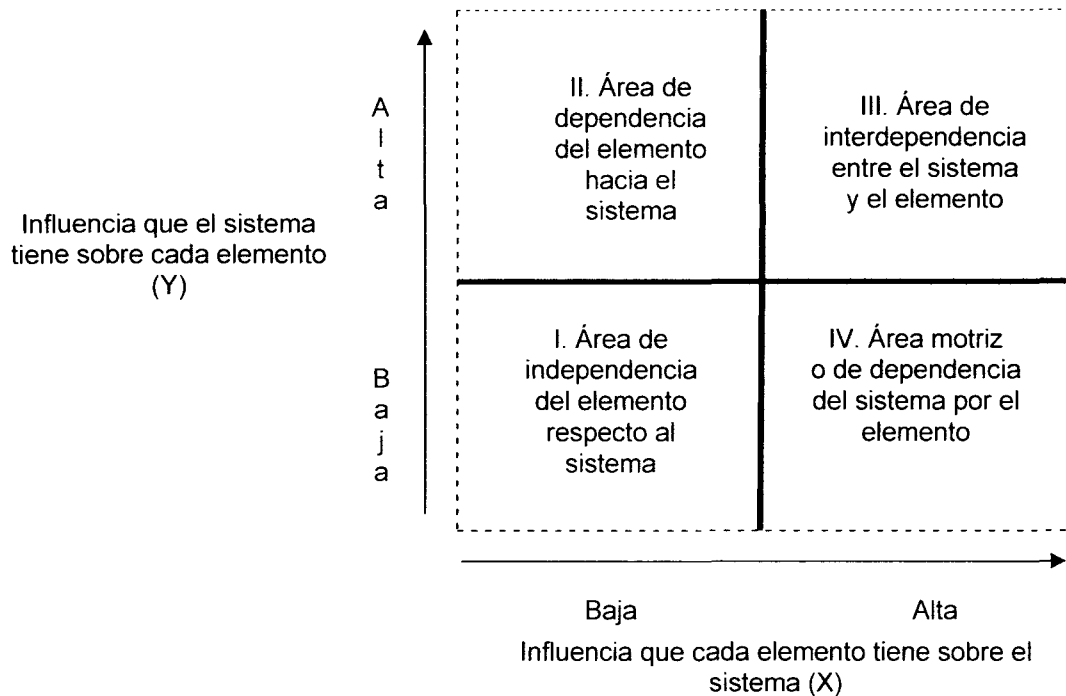 Influencia que el sistema
tiene sobre cada elemento
(Y)
A
l
t
a
B
a
j
a
II. Área de
dependencia
del elemento
hacia el
sistema
III. Área de
interdependencia
entre el sistema
y el elemento
I. Área de
independencia
del elemento
respecto al
sistema
IV. Área motriz
o de dependencia
del sistema por el
elemento
Baja
Alta
Influencia que cada elemento tiene sobre el
sistema (X)